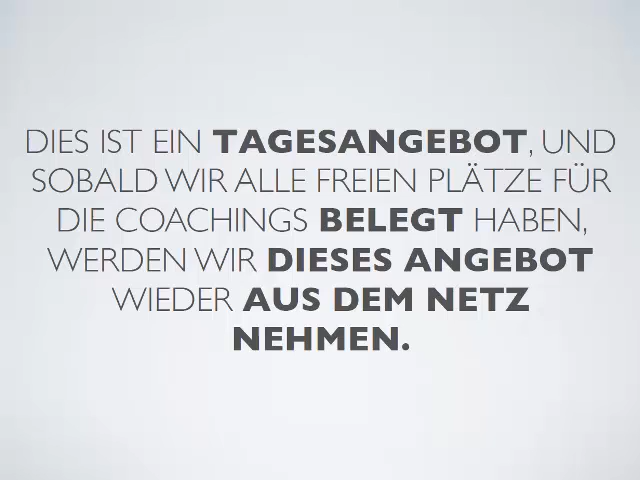 DIES IST EIN TAGESANGEBOT, UND
SOBALD WIR ALLE FREIEN PLÄTZE FÜR
DIE COACHINGS BELEGT HABEN,
WERDEN WIR DIESES ANGEBOT
WIEDER AUS DEM NETZ
NEHMEN.